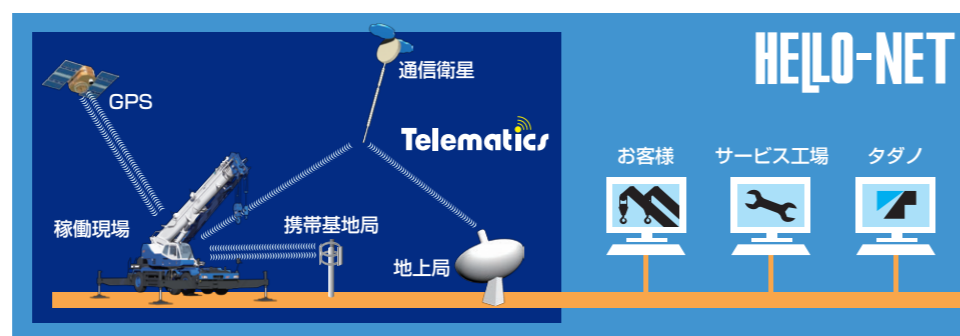 HELLO-NET
通信衛星
GPS
Telematics
お客様
サービス工場
タダノ
稼働現場
携帯基地局
地上局